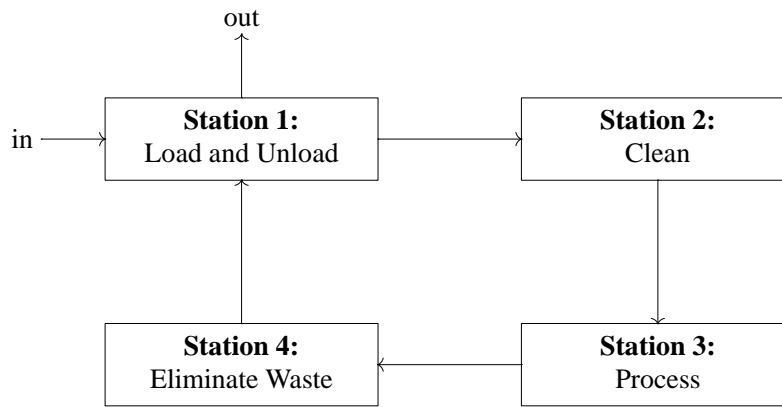 out
in
Station 1:
Load and Unload
Station 2:
Clean
Station 4:
Eliminate Waste
Station 3:
Process